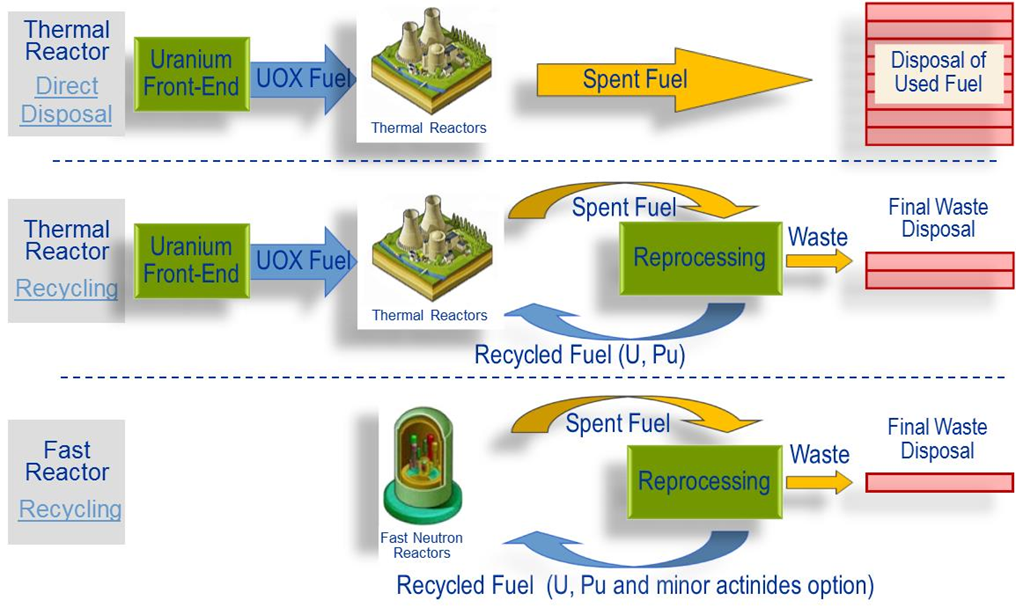 Thermal
Reactor
Direct
Disposal
Uranium
Front-End
UOX Fuel
Thermal Reactors
Spent Fuel
Disposal of
Used Fuel
Thermal
Reactor
Recycling
Uranium
Front-End
UOX Fuel
Thermal Reactors
Spent Fuel
Reprocessing
Waste
Final Waste
Disposal
Recycled Fuel (U, Pu)
Fast
Reactor
Recycling
Fast Neutron
Reactors
Spent Fuel
Reprocessing
Waste
Final Waste
Disposal
Recycled Fuel (U, Pu and minor actinides option)